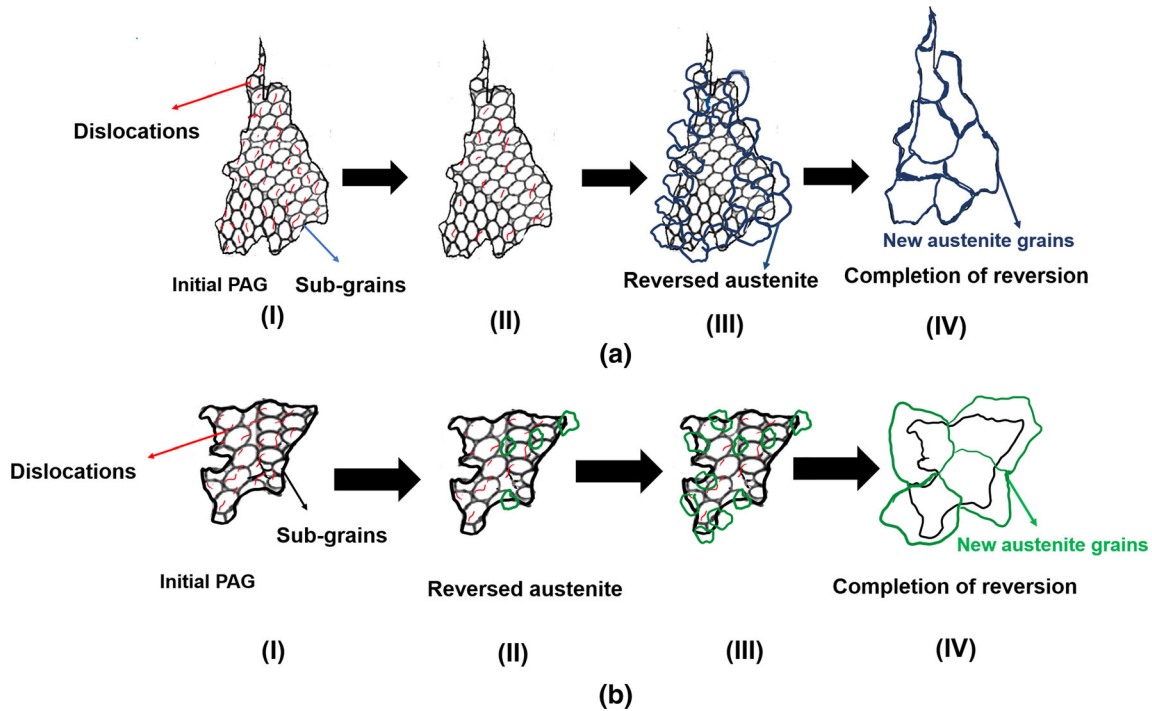 Dislocations
Initial PAG
Sub-grains
(I)
(II)
Reversed austenite
(III)
New austenite grains
Completion of reversion
(IV)
(a)
Dislocations
Sub-grains
Initial PAG
(I)
Reversed austenite
(II)
(III)
New austenite grains
Completion of reversion
(IV)
(b)